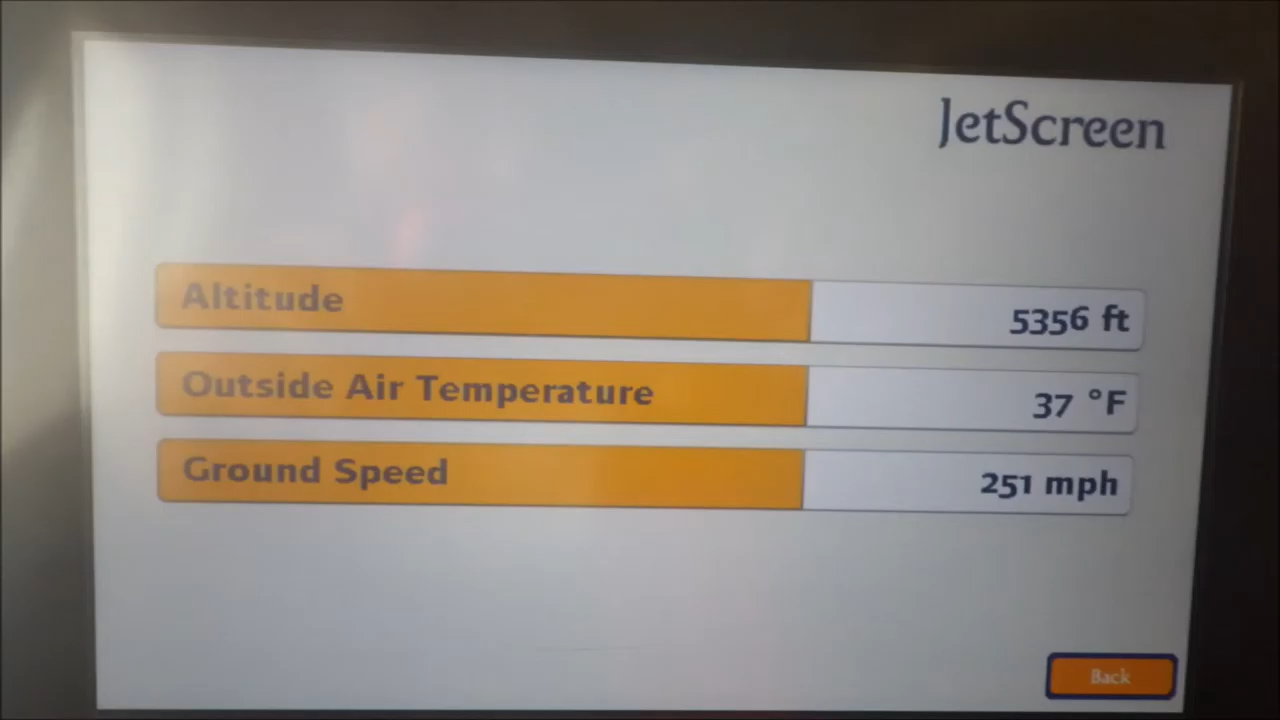 JetScreen
Altitude 5356 ft
Outside Air Temperature 37 °F
Ground Speed 251 mph
Back